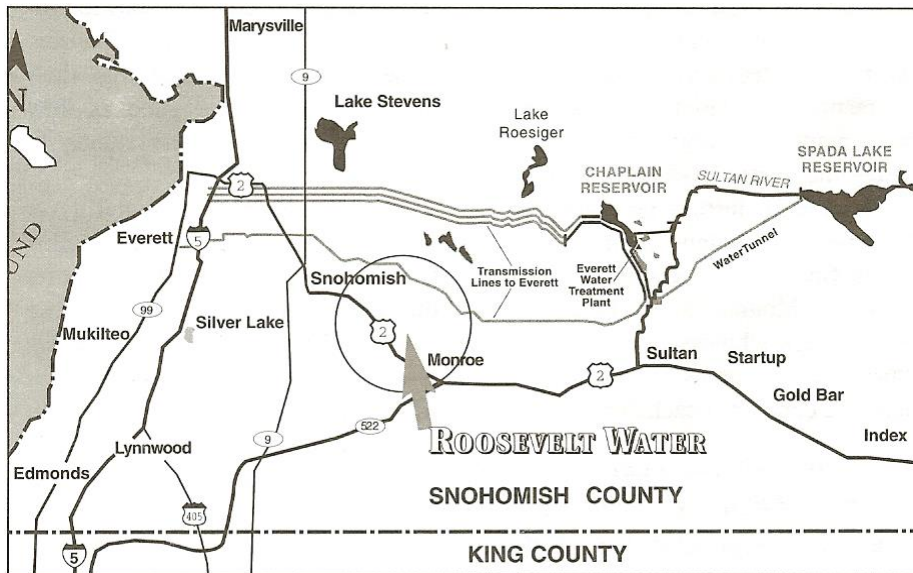 Marysville
9
Lake Stevens
Lake
Roesiger
CHAPLAIN
RESERVOIR
SPADA LAKE
RESERVOIR
SULTAN RIVER
N
2
UND
Everett
5
Snohomish
Transmission
Lines to Everett
Everett
Water
Treatment
Plant
Water Tunnel
99
Mukilteo
Silver Lake
2
Monroe
2
Sultan
Startup
Gold Bar
Index
522
9
Lynnwood
ROOSEVELT WATER
Edmonds
405
SNOHOMISH COUNTY
5
KING COUNTY